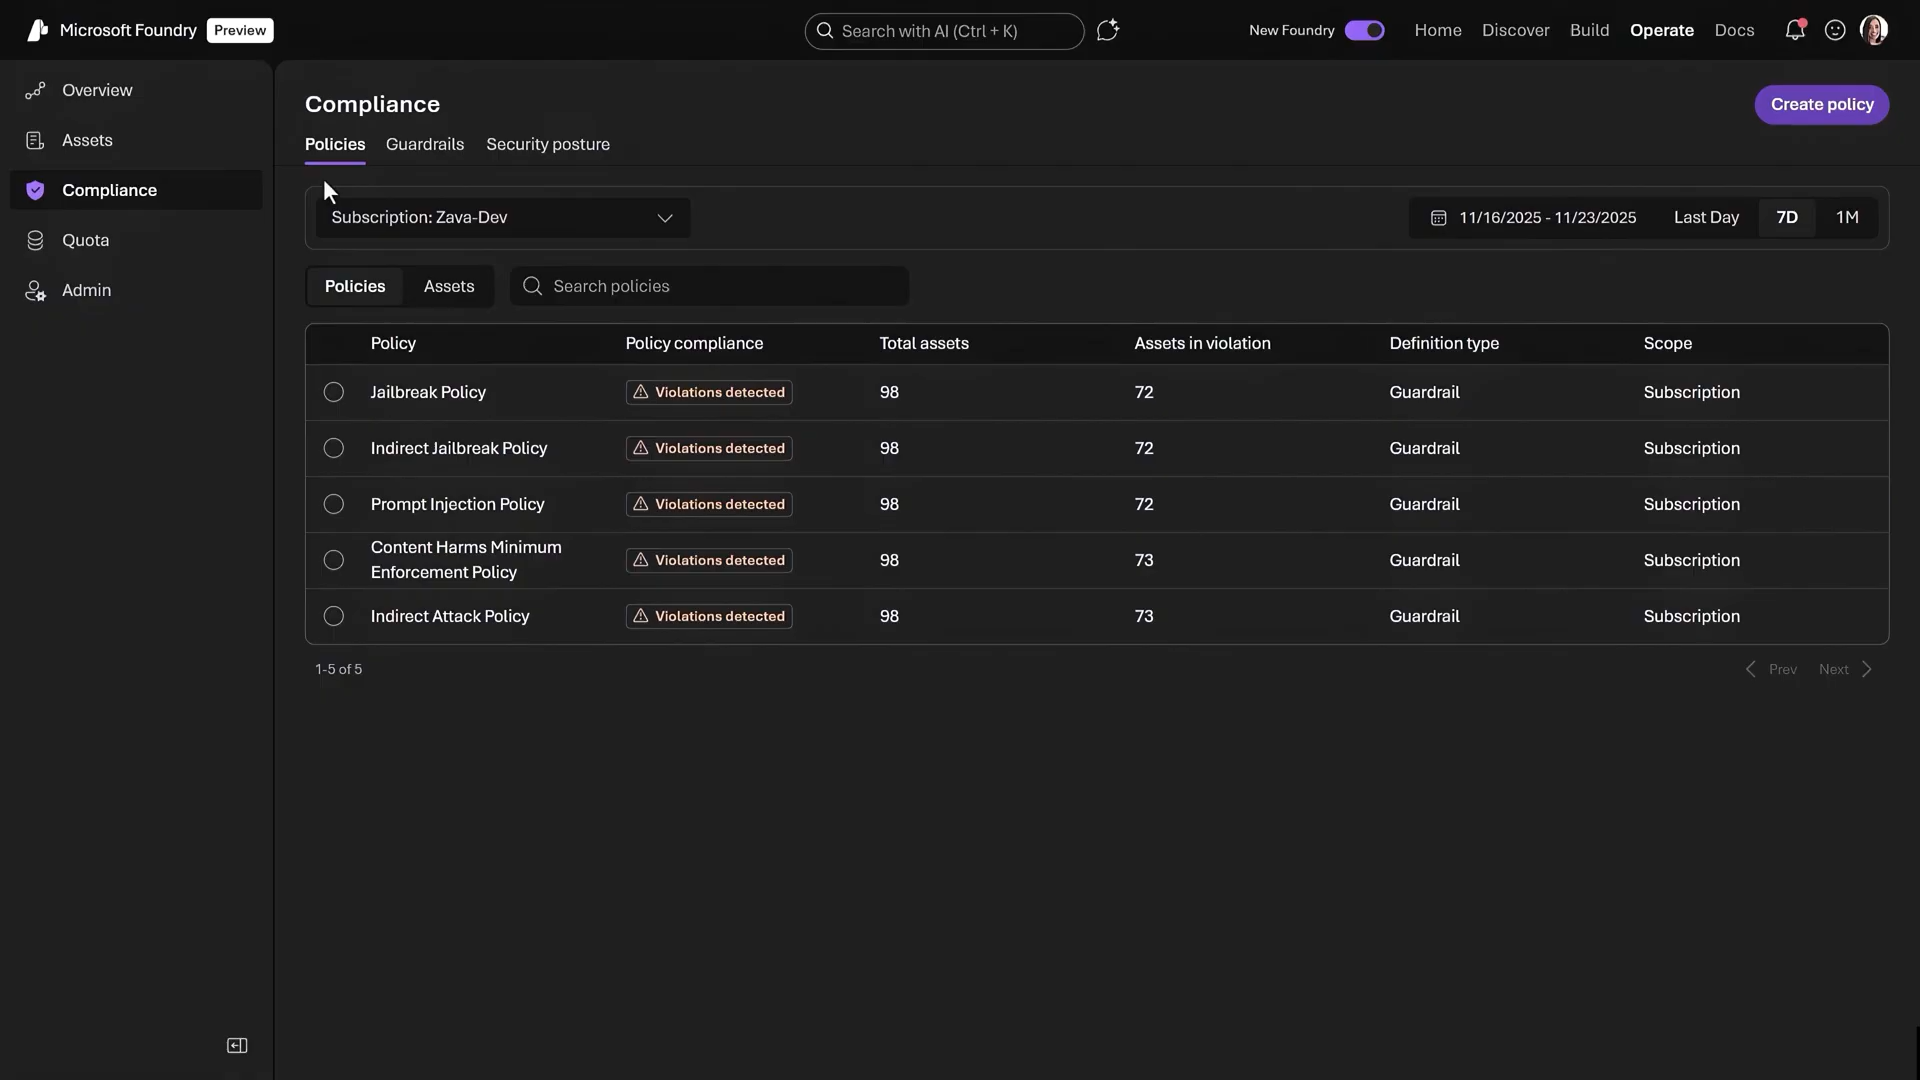 Microsoft Foundry Preview Search with AI (Ctrl + K) New Foundry Home Discover Build Operate Docs
Overview
Assets
Compliance
Quota
Admin
Compliance
Create policy
Policies Guardrails Security posture
Subscription: Zava-Dev 11/16/2025 - 11/23/2025 Last Day 7D 1M
Policies Assets Search policies
Policy Policy compliance Total assets Assets in violation Definition type Scope
Jailbreak Policy Violations detected 98 72 Guardrail Subscription
Indirect Jailbreak Policy Violations detected 98 72 Guardrail Subscription
Prompt Injection Policy Violations detected 98 72 Guardrail Subscription
Content Harms Minimum
Enforcement Policy Violations detected 98 73 Guardrail Subscription
Indirect Attack Policy Violations detected 98 73 Guardrail Subscription
1-5 of 5 Prev Next